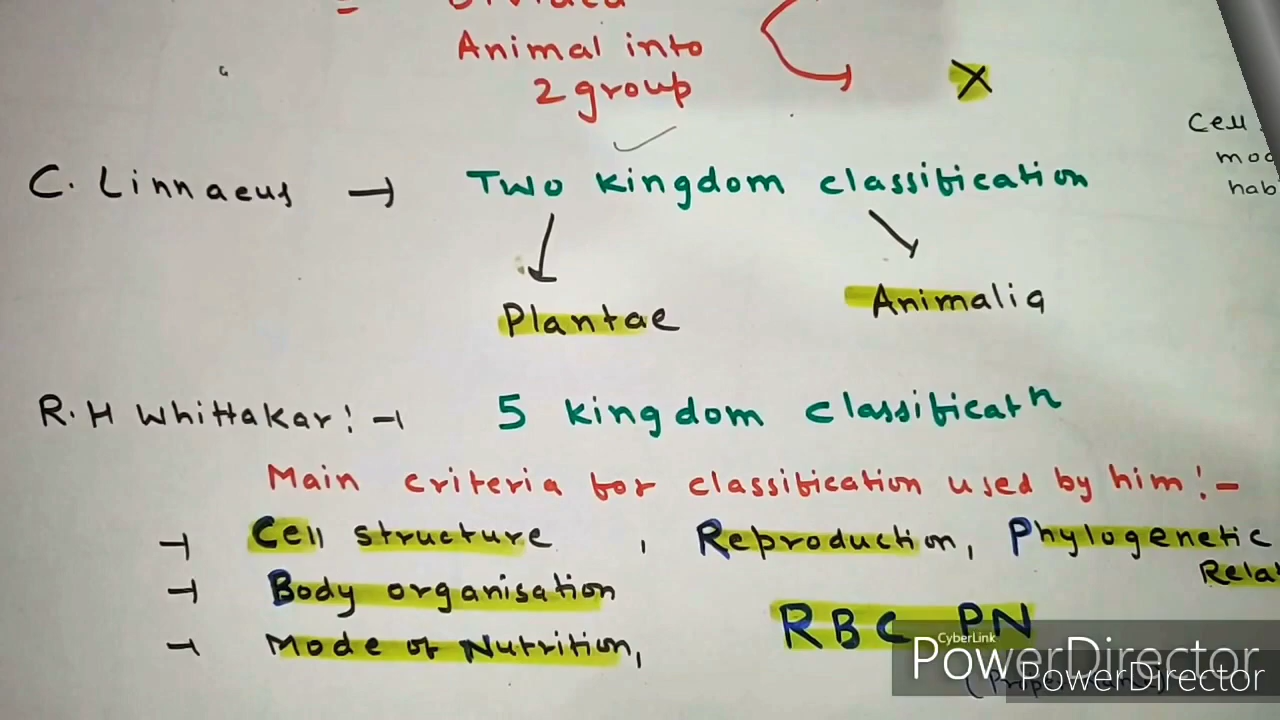 Animal into
2 group
X
Cell
C. Linnaeus → Two kingdom classification
Plantae
Animalia
R. H Whittakar :- 5 kingdom classificatn
Main criteria for classification used by him :-
→ Cell structure , Reproduction, Phylogenetic
→ Body organisation
→ Mode of Nutrition,
RBC PN
CyberLink
PowerDirector
PowerDirector